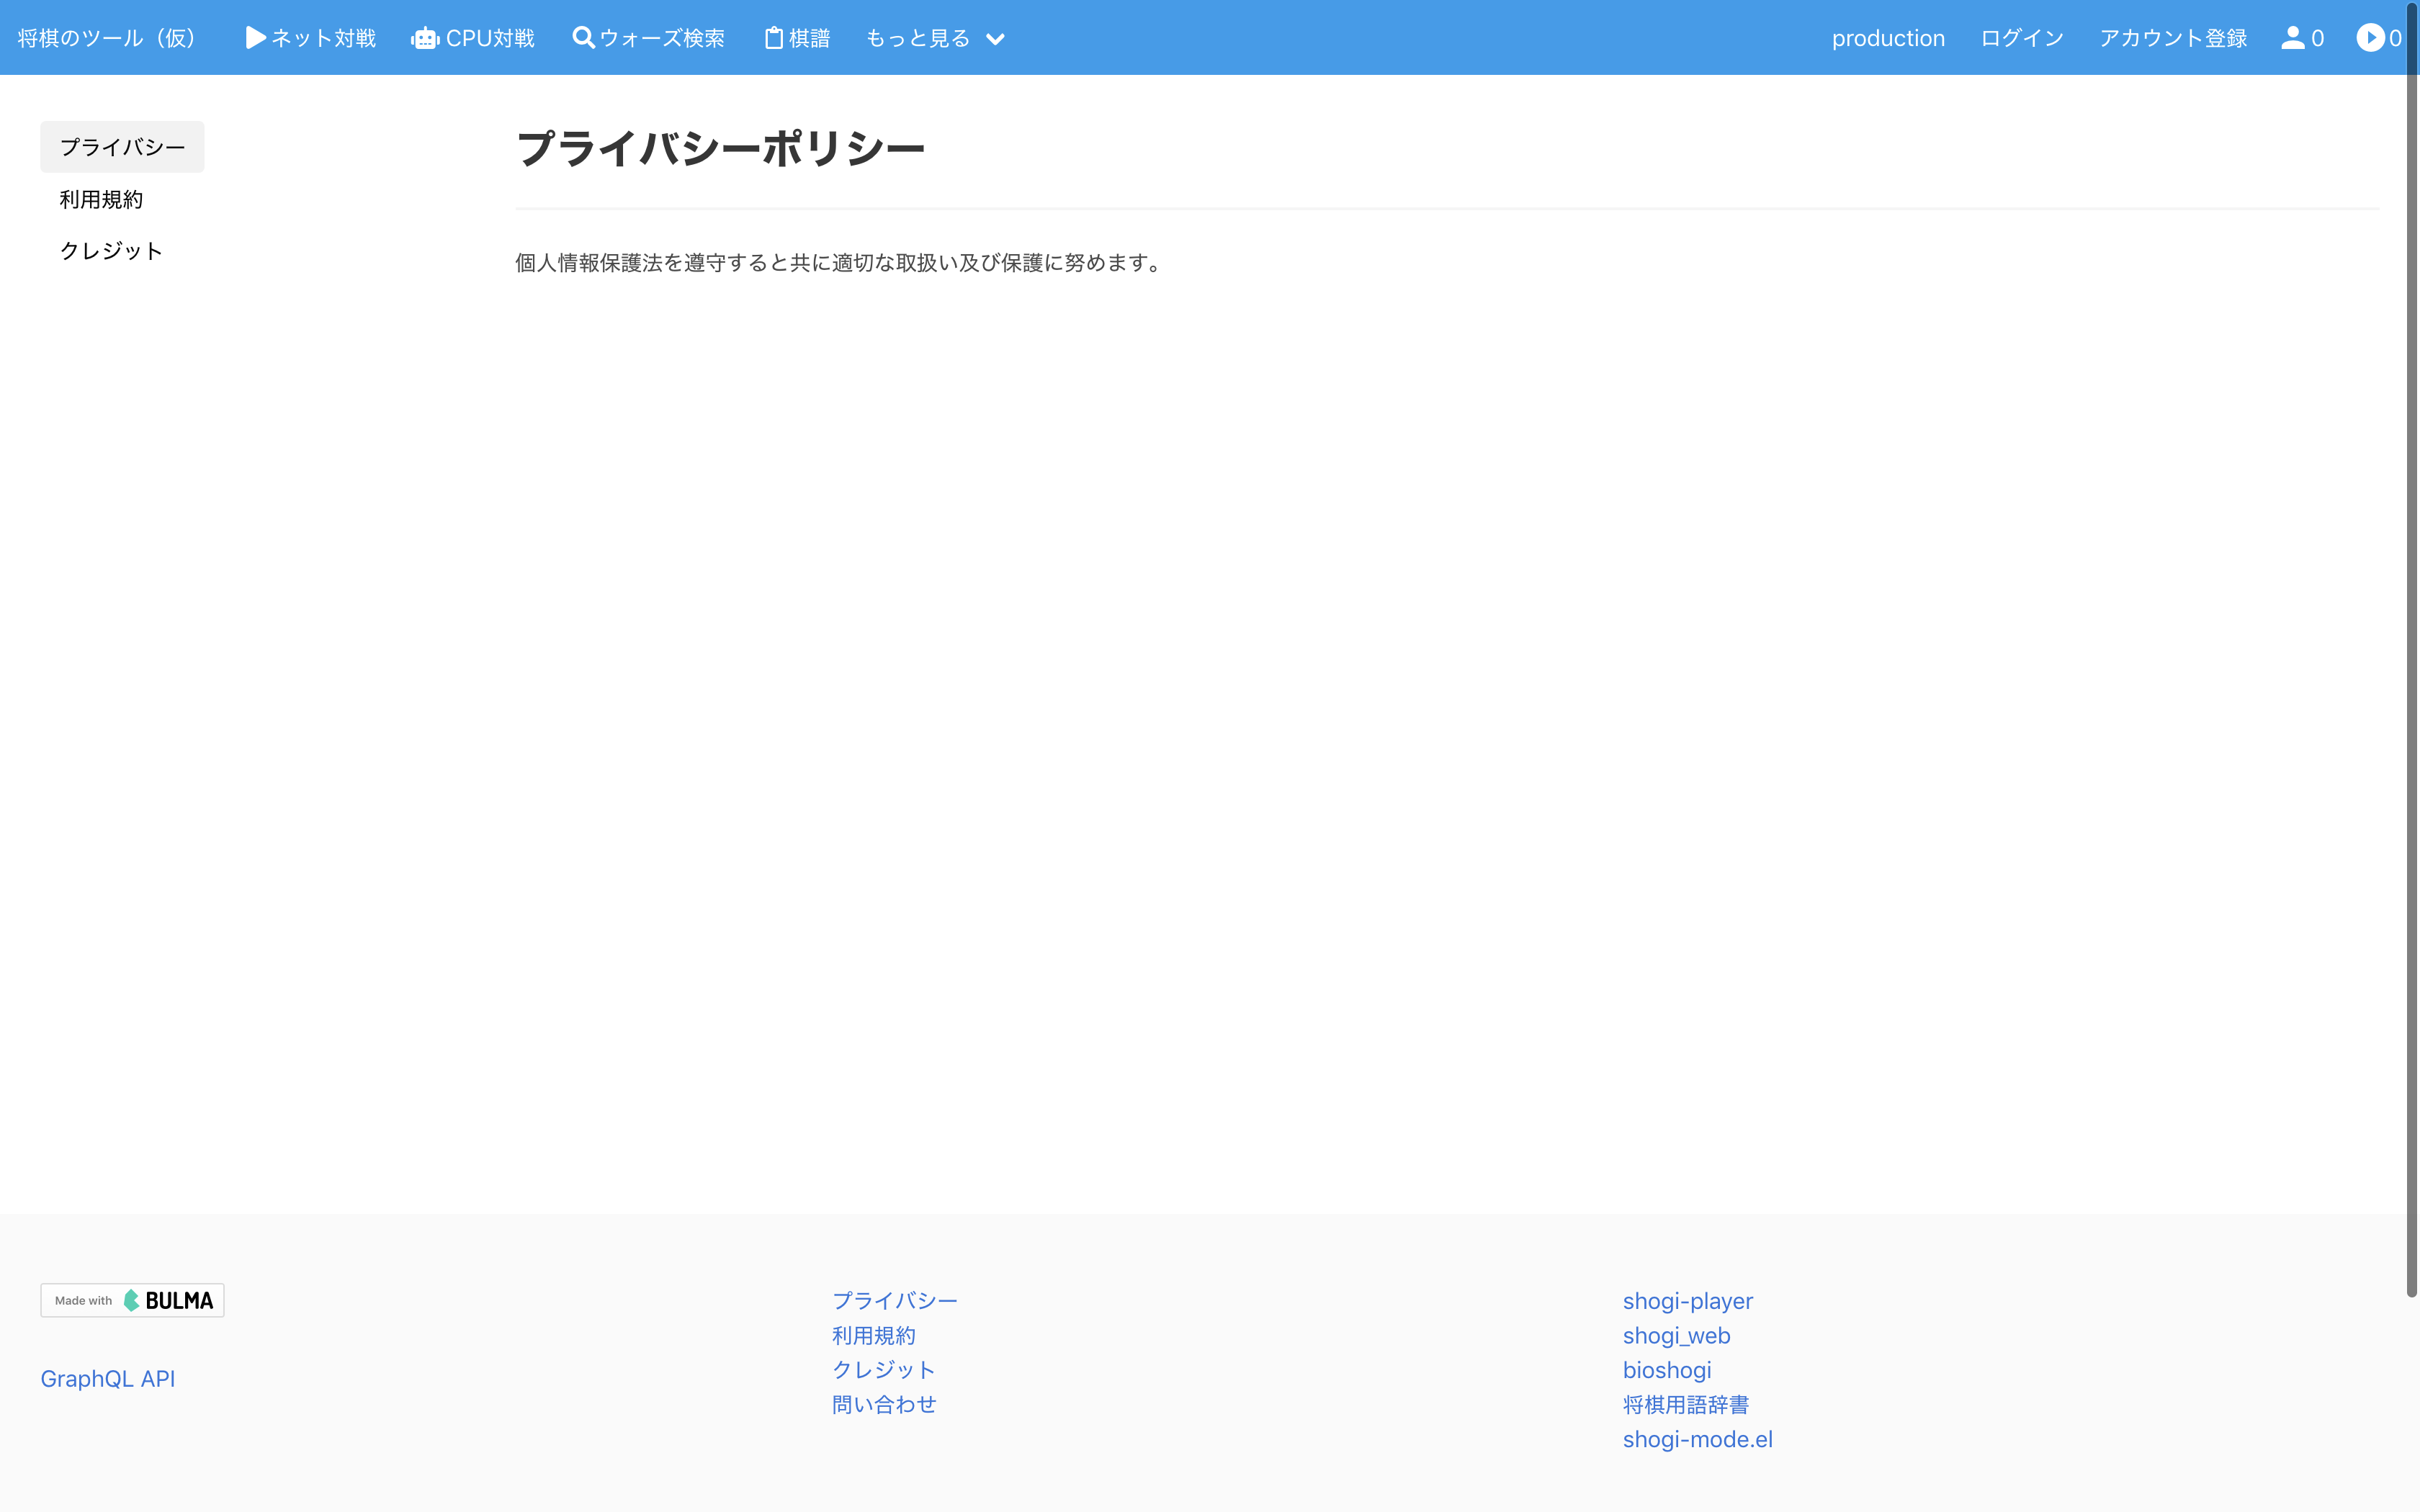 将棋のツール（仮） ネット対戦 CPU対戦 ウォーズ検索 棋譜 もっと見る production ログイン アカウント登録 0 0
プライバシー
利用規約
クレジット
プライバシーポリシー
個人情報保護法を遵守すると共に適切な取扱い及び保護に努めます。
Made with BULMA
GraphQL API
プライバシー
利用規約
クレジット
問い合わせ
shogi-player
shogi_web
bioshogi
将棋用語辞書
shogi-mode.el